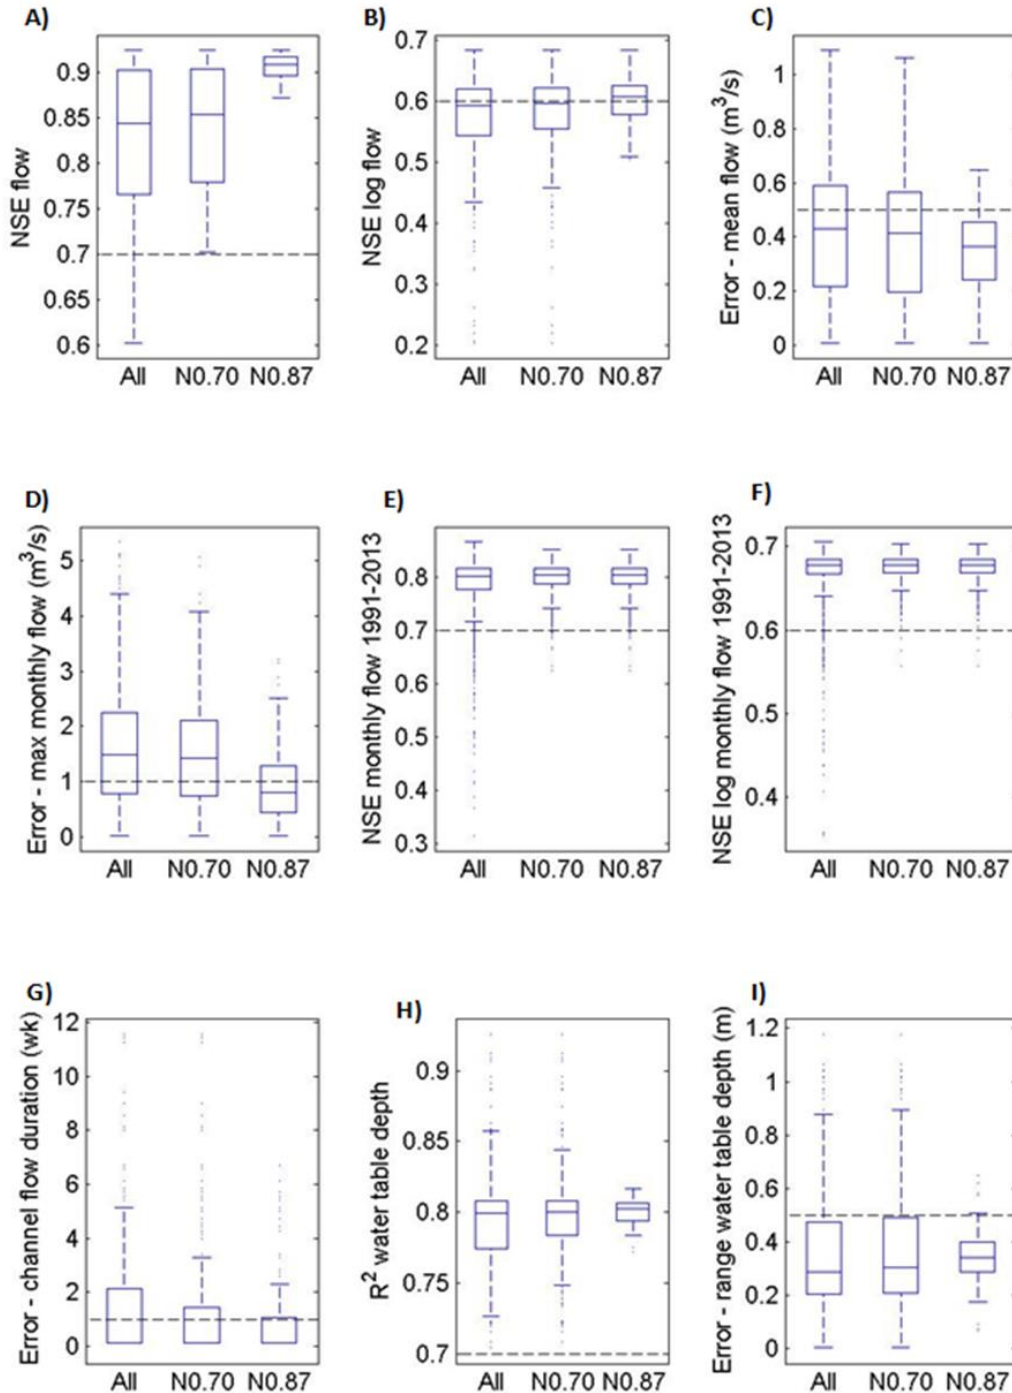 A)
NSE flow
0.9
0.85
0.8
0.75
0.7
0.65
0.6
All N0.70 N0.87
B)
NSE log flow
0.7
0.6
0.5
0.4
0.3
0.2
All N0.70 N0.87
C)
Error - mean flow (m³/s)
1
0.8
0.6
0.4
0.2
0
All N0.70 N0.87
D)
Error - max monthly flow (m³/s)
5
4
3
2
1
0
All N0.70 N0.87
E)
NSE monthly flow 1991-2013
0.8
0.7
0.6
0.5
0.4
0.3
All N0.70 N0.87
F)
NSE log monthly flow 1991-2013
0.7
0.6
0.5
0.4
All N0.70 N0.87
G)
Error - channel flow duration (wk)
12
10
8
6
4
2
0
All N0.70 N0.87
H)
R² water table depth
0.9
0.85
0.8
0.75
0.7
All N0.70 N0.87
I)
Error - range water table depth (m)
1.2
1
0.8
0.6
0.4
0.2
0
All N0.70 N0.87